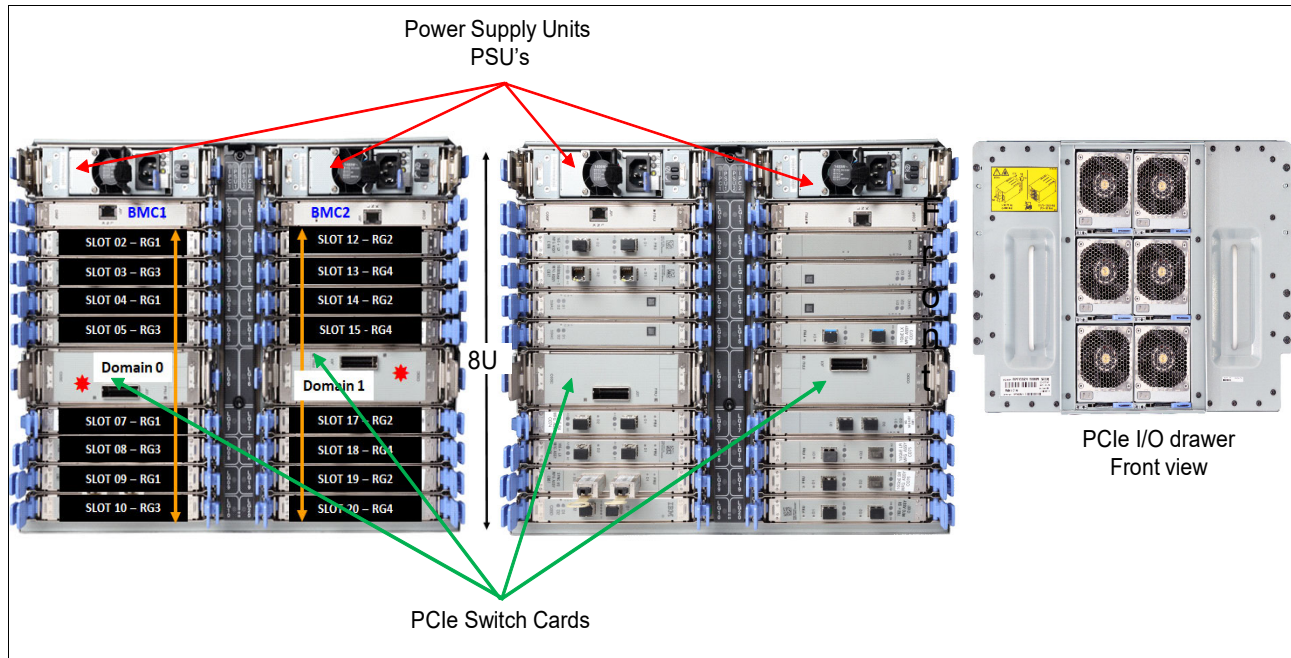 Power Supply Units
PSU's
BMC1
BMC2
SLOT 02 – RG1
SLOT 12 – RG2
SLOT 03 – RG3
SLOT 13 – RG4
SLOT 04 – RG1
SLOT 14 – RG2
SLOT 05 – RG3
SLOT 15 – RG4
Domain 0
Domain 1
SLOT 07 – RG1
SLOT 17 – RG2
SLOT 08 – RG3
SLOT 18 – RG4
SLOT 09 – RG1
SLOT 19 – RG2
SLOT 10 – RG3
SLOT 20 – RG4
8U
Front
PCIe I/O drawer
Front view
PCIe Switch Cards